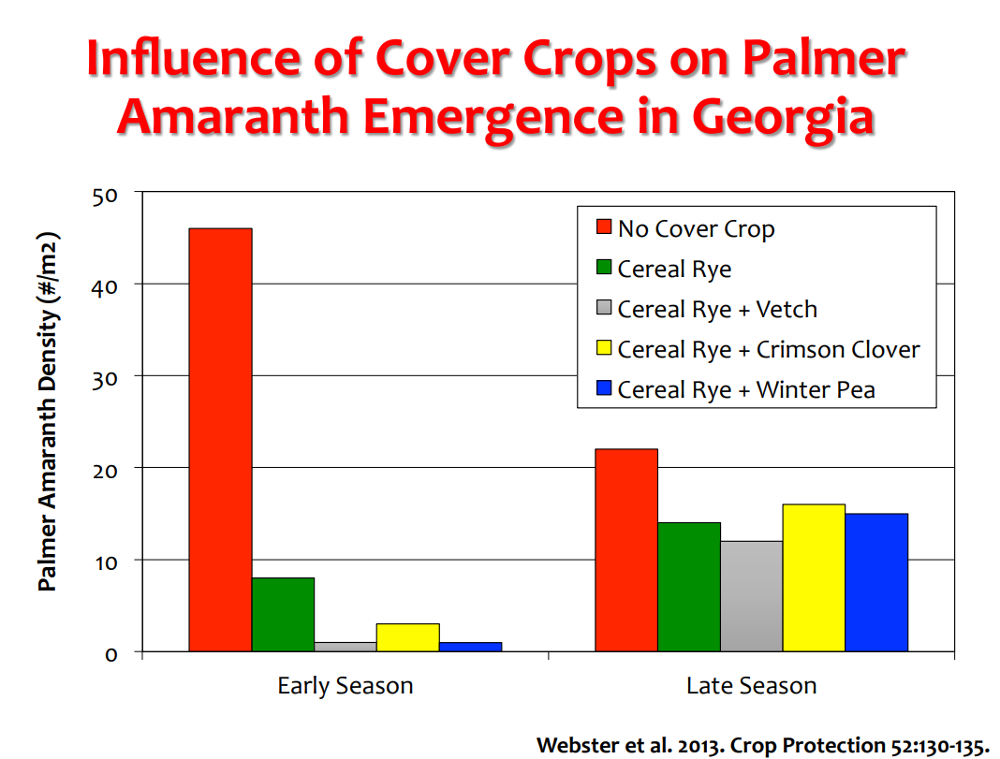 Influence of Cover Crops on Palmer
Amaranth Emergence in Georgia
Palmer Amaranth Density (#/m2)
50
40
30
20
10
0
No Cover Crop
Cereal Rye
Cereal Rye + Vetch
Cereal Rye + Crimson Clover
Cereal Rye + Winter Pea
Early Season
Late Season
Webster et al. 2013. Crop Protection 52:130-135.